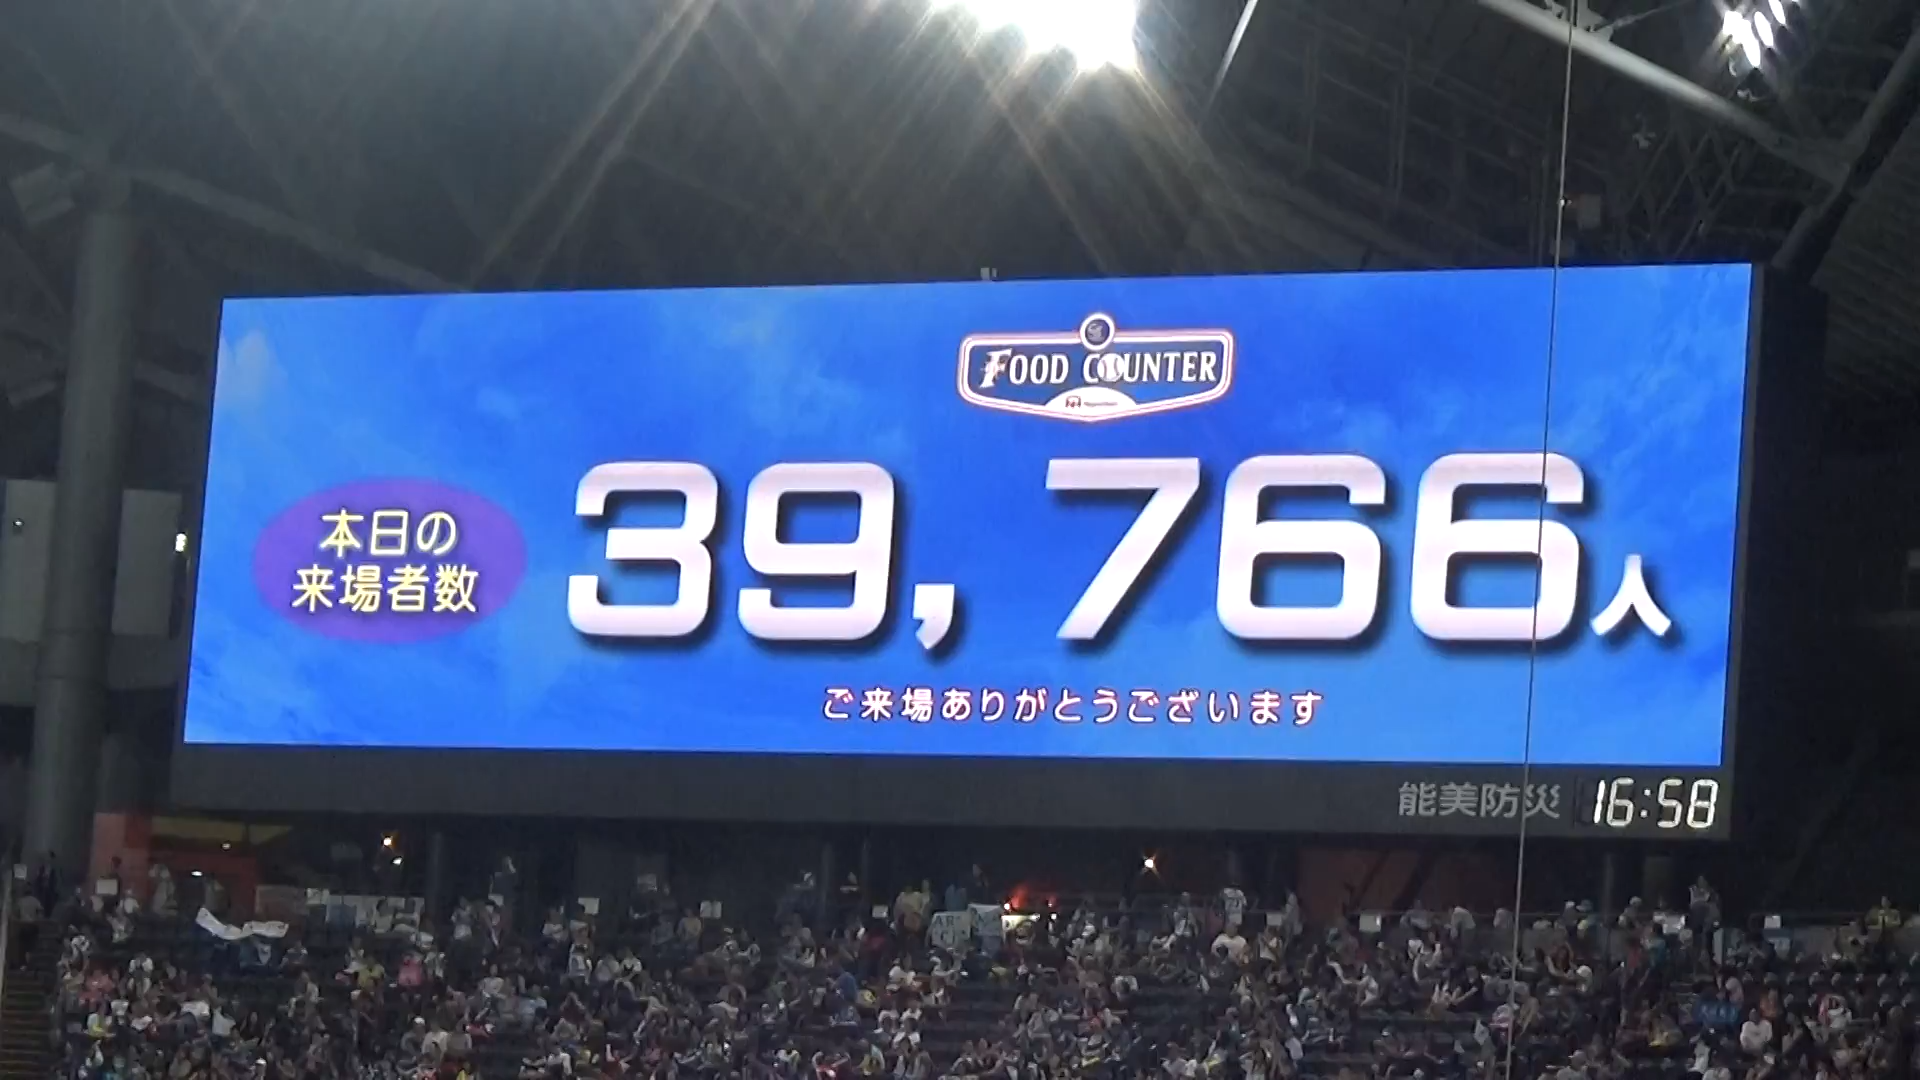 FOOD COUNTER
本日の
来場者数
39,766人
ご来場ありがとうございます
能美防災 16:58